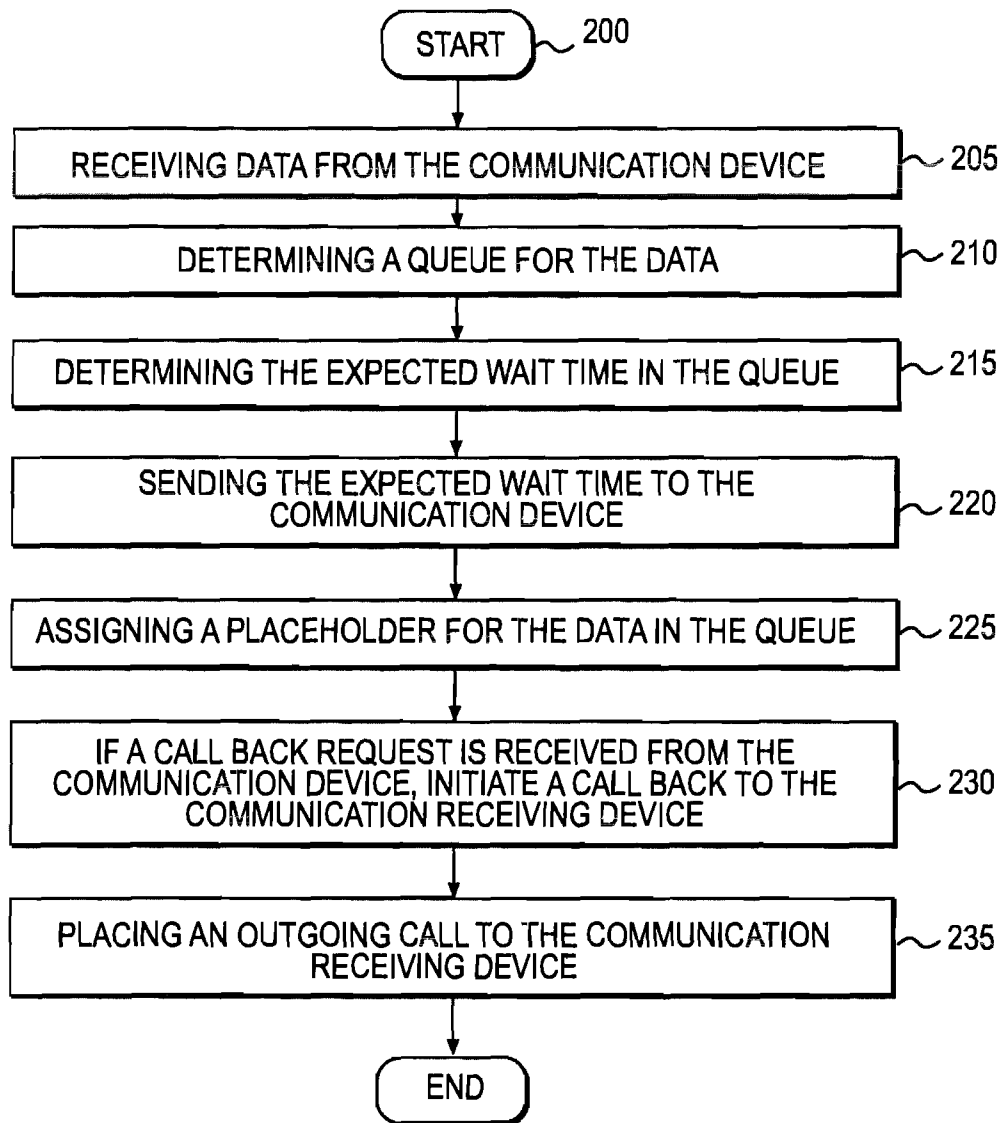 START
200
RECEIVING DATA FROM THE COMMUNICATION DEVICE
205
DETERMINING A QUEUE FOR THE DATA
210
DETERMINING THE EXPECTED WAIT TIME IN THE QUEUE
215
SENDING THE EXPECTED WAIT TIME TO THE
COMMUNICATION DEVICE
220
ASSIGNING A PLACEHOLDER FOR THE DATA IN THE QUEUE
225
IF A CALL BACK REQUEST IS RECEIVED FROM THE
COMMUNICATION DEVICE, INITIATE A CALL BACK TO THE
COMMUNICATION RECEIVING DEVICE
230
PLACING AN OUTGOING CALL TO THE COMMUNICATION
RECEIVING DEVICE
235
END